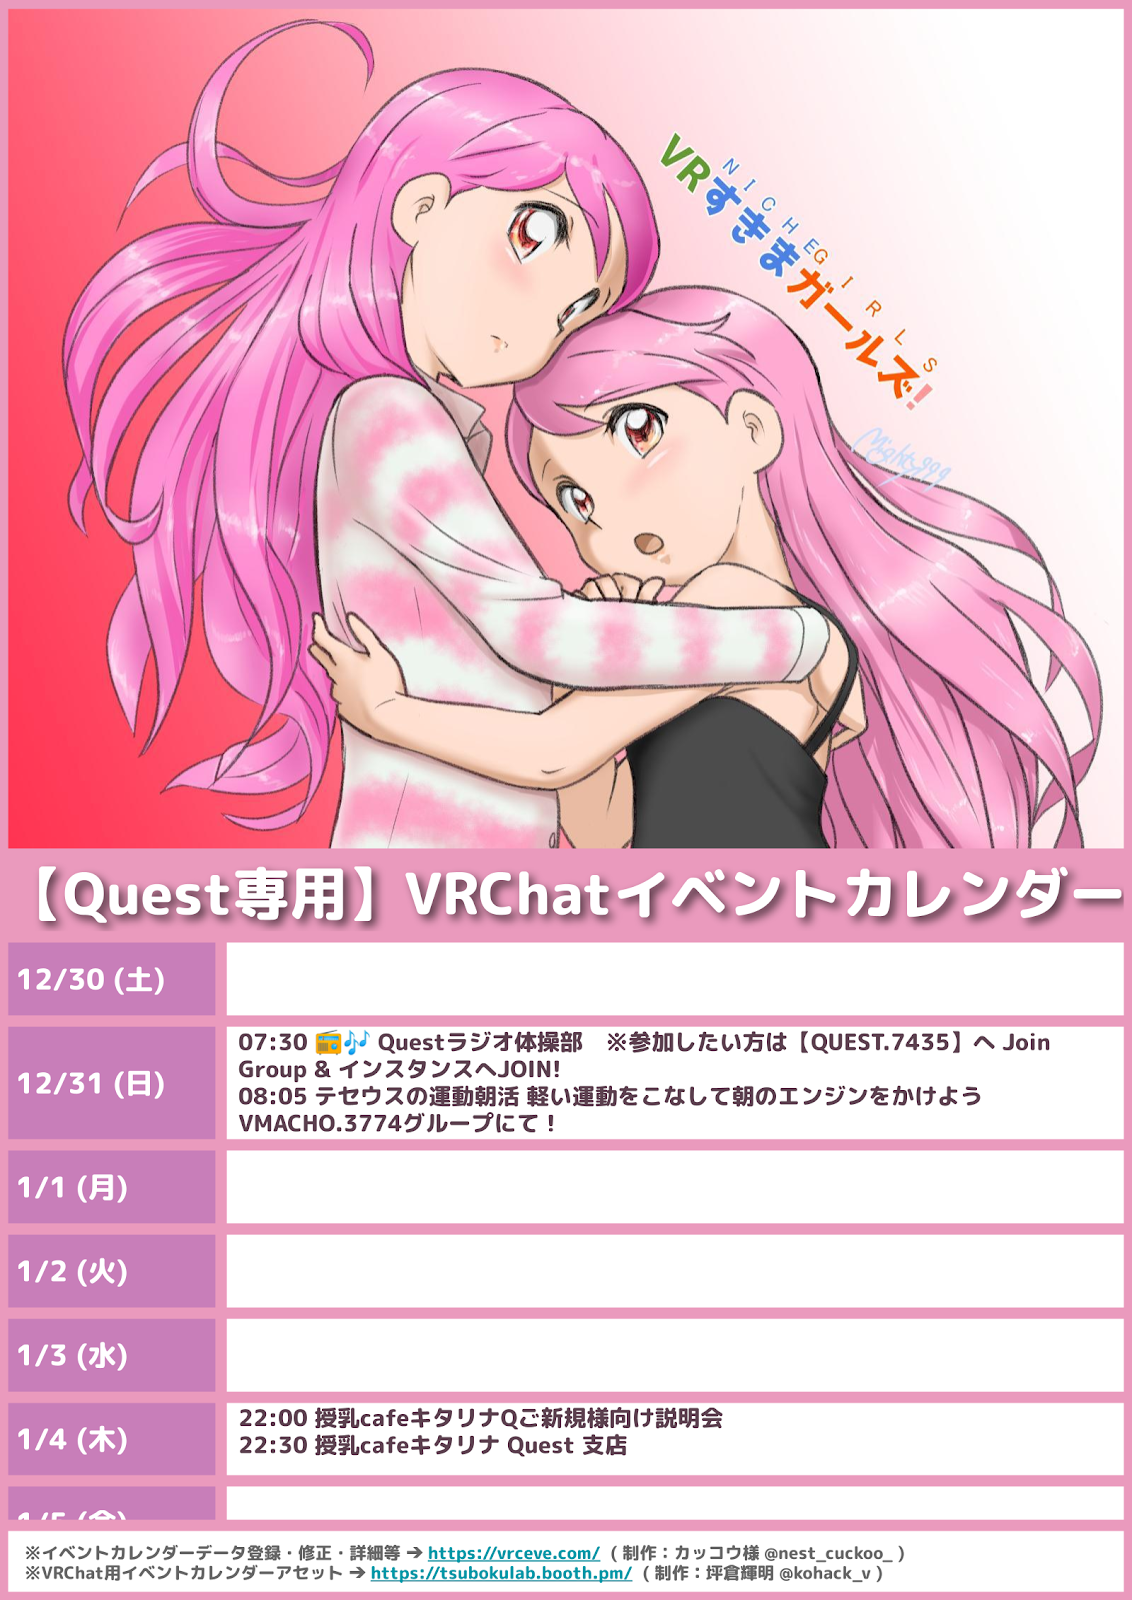 VRすきまガールズ!
NICHEGIRLS
Mighty999
【Quest専用】VRChatイベントカレンダー
12/30 (土)
12/31 (日)
07:30 📻🎶 Questラジオ体操部　※参加したい方は【QUEST.7435】へ Join
Group & インスタンスへJOIN!
08:05 テセウスの運動朝活 軽い運動をこなして朝のエンジンをかけよう
VMACHO.3774グループにて！
1/1 (月)
1/2 (火)
1/3 (水)
1/4 (木)
22:00 授乳cafeキタリナQご新規様向け説明会
22:30 授乳cafeキタリナ Quest 支店
1/5 (金)
※イベントカレンダーデータ登録・修正・詳細等 ➔ https://vrceve.com/ ( 制作：カッコウ様 @nest_cuckoo_ )
※VRChat用イベントカレンダーアセット ➔ https://tsubokulab.booth.pm/ ( 制作：坪倉輝明 @kohack_v )